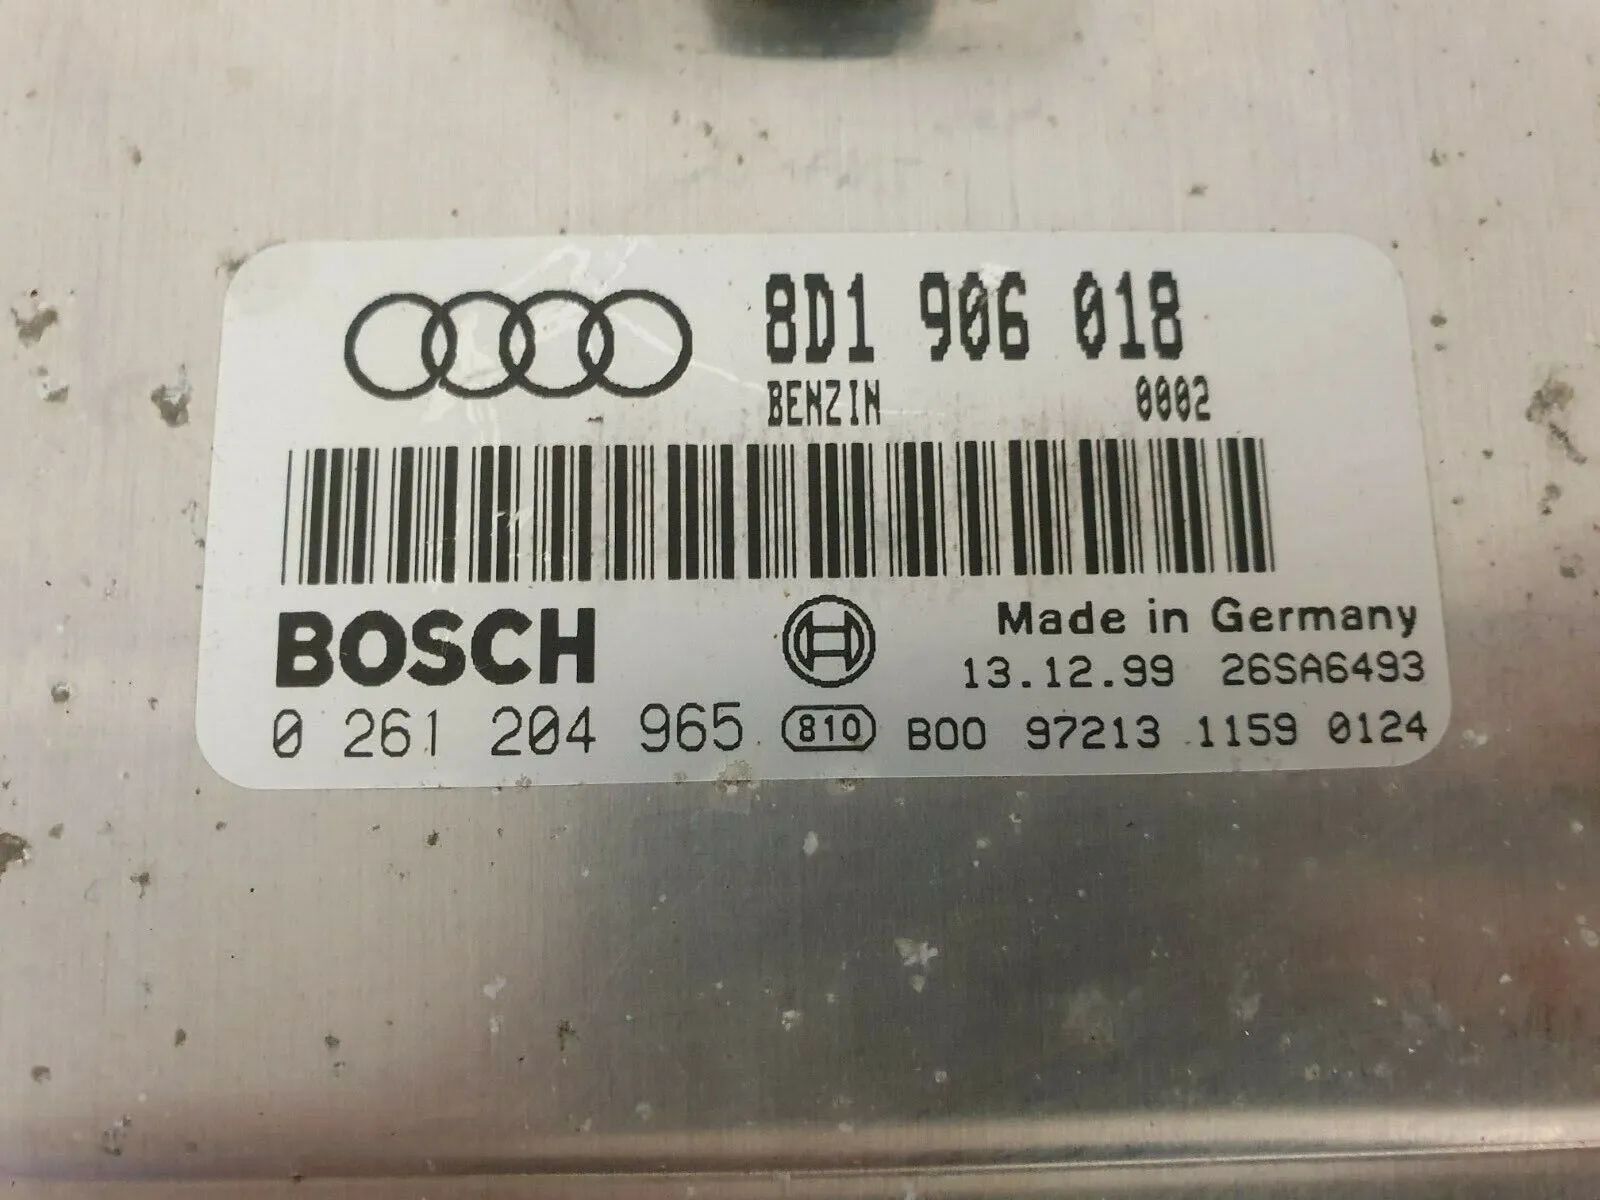 8D1 906 018
BENZIN 0002
BOSCH Made in Germany
13.12.99 26SA6493
0 261 204 965 810 B00 97213 1159 0124